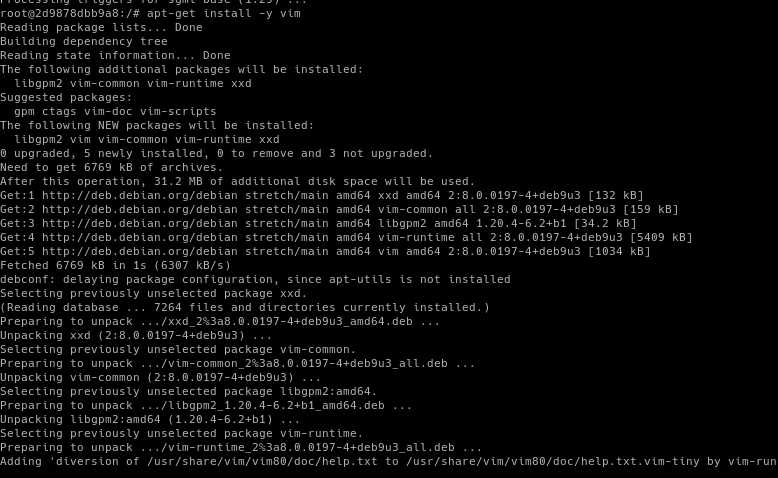 Processing triggers for sgml-base (1.29) ...
root@2d9878dbb9a8:/# apt-get install -y vim
Reading package lists... Done
Building dependency tree
Reading state information... Done
The following additional packages will be installed:
  libgpm2 vim-common vim-runtime xxd
Suggested packages:
  gpm ctags vim-doc vim-scripts
The following NEW packages will be installed:
  libgpm2 vim vim-common vim-runtime xxd
0 upgraded, 5 newly installed, 0 to remove and 3 not upgraded.
Need to get 6769 kB of archives.
After this operation, 31.2 MB of additional disk space will be used.
Get:1 http://deb.debian.org/debian stretch/main amd64 xxd amd64 2:8.0.0197-4+deb9u3 [132 kB]
Get:2 http://deb.debian.org/debian stretch/main amd64 vim-common all 2:8.0.0197-4+deb9u3 [159 kB]
Get:3 http://deb.debian.org/debian stretch/main amd64 libgpm2 amd64 1.20.4-6.2+b1 [34.2 kB]
Get:4 http://deb.debian.org/debian stretch/main amd64 vim-runtime all 2:8.0.0197-4+deb9u3 [5409 kB]
Get:5 http://deb.debian.org/debian stretch/main amd64 vim amd64 2:8.0.0197-4+deb9u3 [1034 kB]
Fetched 6769 kB in 1s (6307 kB/s)
debconf: delaying package configuration, since apt-utils is not installed
Selecting previously unselected package xxd.
(Reading database ... 7264 files and directories currently installed.)
Preparing to unpack .../xxd_2%3a8.0.0197-4+deb9u3_amd64.deb ...
Unpacking xxd (2:8.0.0197-4+deb9u3) ...
Selecting previously unselected package vim-common.
Preparing to unpack .../vim-common_2%3a8.0.0197-4+deb9u3_all.deb ...
Unpacking vim-common (2:8.0.0197-4+deb9u3) ...
Selecting previously unselected package libgpm2:amd64.
Preparing to unpack .../libgpm2_1.20.4-6.2+b1_amd64.deb ...
Unpacking libgpm2:amd64 (1.20.4-6.2+b1) ...
Selecting previously unselected package vim-runtime.
Preparing to unpack .../vim-runtime_2%3a8.0.0197-4+deb9u3_all.deb ...
Adding 'diversion of /usr/share/vim/vim80/doc/help.txt to /usr/share/vim/vim80/doc/help.txt.vim-tiny by vim-run